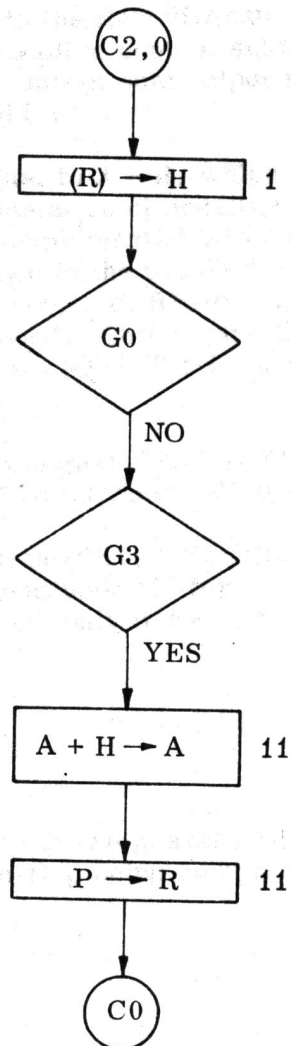 C2,0
(R) → H 1
G0
NO
G3
YES
A + H → A 11
P → R 11
C0